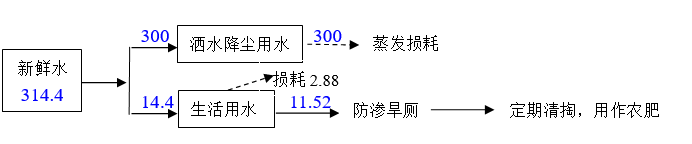 300 洒水降尘用水 300 蒸发损耗
新鲜水
314.4
损耗 2.88
14.4 生活用水 11.52 防渗旱厕 定期清掏，用作农肥